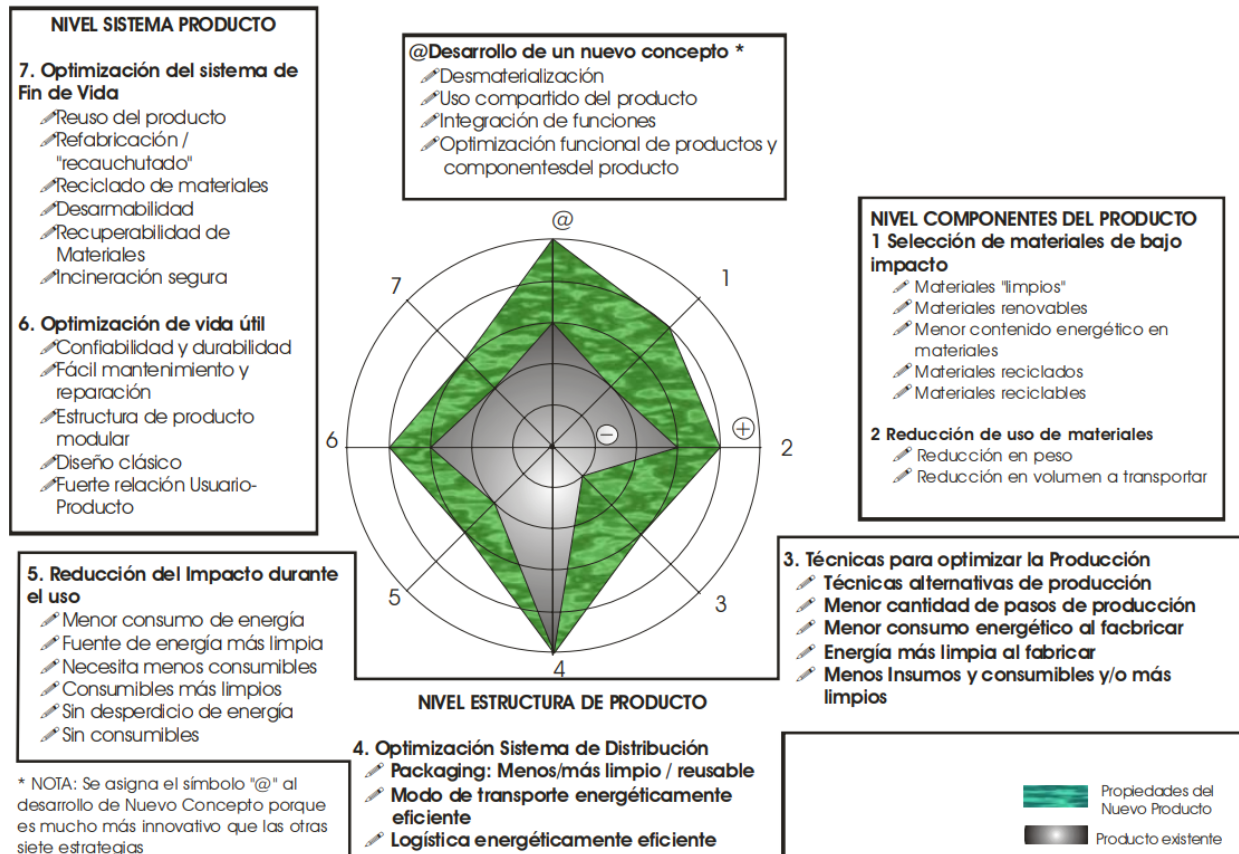 NIVEL SISTEMA PRODUCTO
7. Optimización del sistema de
Fin de Vida
Reuso del producto
Refabricación /
"recauchutado"
Reciclado de materiales
Desarmabilidad
Recuperabilidad de
Materiales
Incineración segura
6. Optimización de vida útil
Confiabilidad y durabilidad
Fácil mantenimiento y
reparación
Estructura de producto
modular
Diseño clásico
Fuerte relación Usuario-
Producto
@Desarrollo de un nuevo concepto *
Desmaterialización
Uso compartido del producto
Integración de funciones
Optimización funcional de productos y
componentesdel producto
NIVEL COMPONENTES DEL PRODUCTO
1 Selección de materiales de bajo
impacto
Materiales "limpios"
Materiales renovables
Menor contenido energético en
materiales
Materiales reciclados
Materiales reciclables
2 Reducción de uso de materiales
Reducción en peso
Reducción en volumen a transportar
@
7
1
6
−
+
2
5
3
4
5. Reducción del Impacto durante
el uso
Menor consumo de energía
Fuente de energía más limpia
Necesita menos consumibles
Consumibles más limpios
Sin desperdicio de energía
Sin consumibles
3. Técnicas para optimizar la Producción
Técnicas alternativas de producción
Menor cantidad de pasos de producción
Menor consumo energético al facbricar
Energía más limpia al fabricar
Menos Insumos y consumibles y/o más
limpios
NIVEL ESTRUCTURA DE PRODUCTO
4. Optimización Sistema de Distribución
Packaging: Menos/más limpio / reusable
Modo de transporte energéticamente
eficiente
Logística energéticamente eficiente
* NOTA: Se asigna el símbolo "@" al
desarrollo de Nuevo Concepto porque
es mucho más innovativo que las otras
siete estrategias
Propiedades del
Nuevo Producto
Producto existente